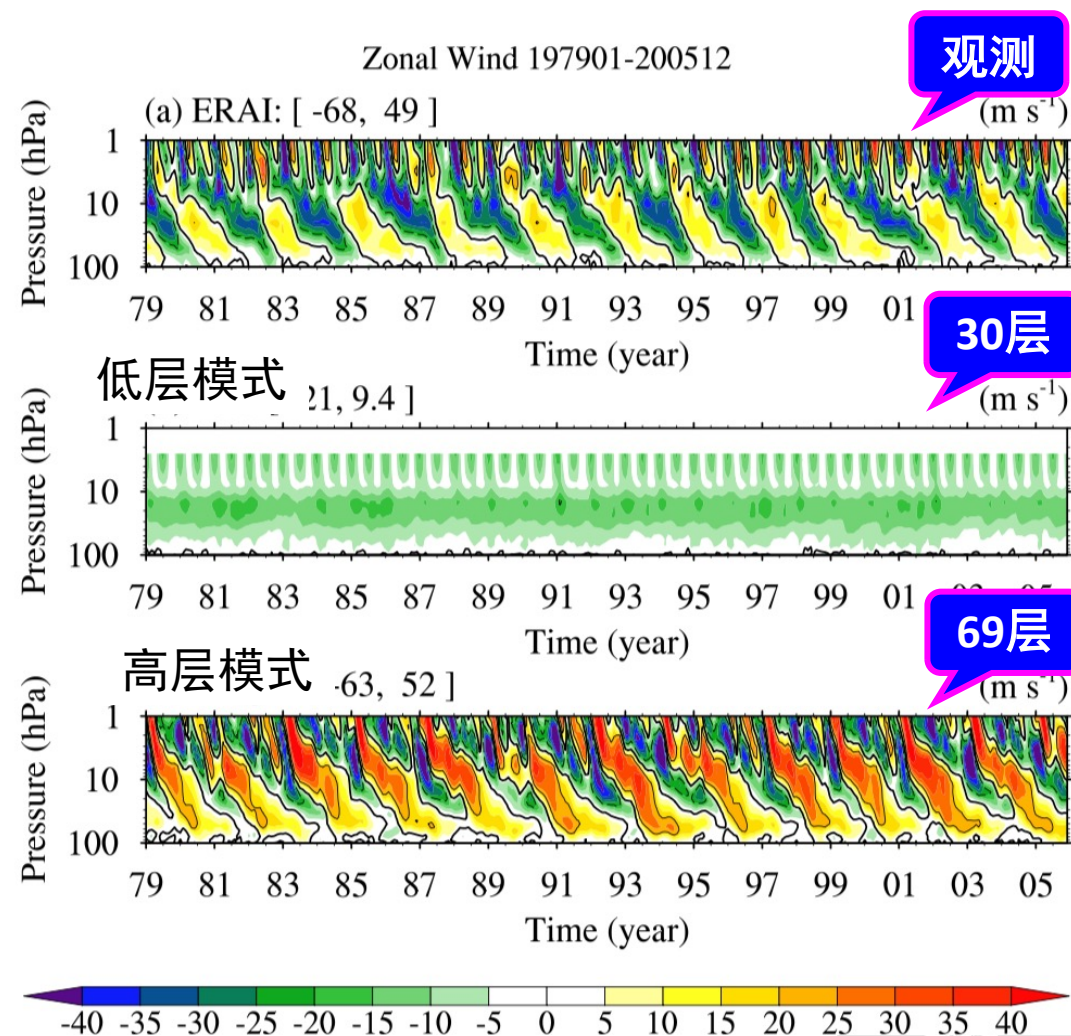 观测
Zonal Wind 197901-200512
(a) ERAI: [ -68, 49 ]
(m s⁻¹)
Pressure (hPa)
1
10
100
79 81 83 85 87 89 91 93 95 97 99 01
Time (year)
30层
低层模式
21, 9.4 ]
(m s⁻¹)
Pressure (hPa)
1
10
100
79 81 83 85 87 89 91 93 95 97 99 01
Time (year)
69层
高层模式
-63, 52 ]
(m s⁻¹)
Pressure (hPa)
1
10
100
79 81 83 85 87 89 91 93 95 97 99 01 03 05
Time (year)
-40 -35 -30 -25 -20 -15 -10 -5 0 5 10 15 20 25 30 35 40